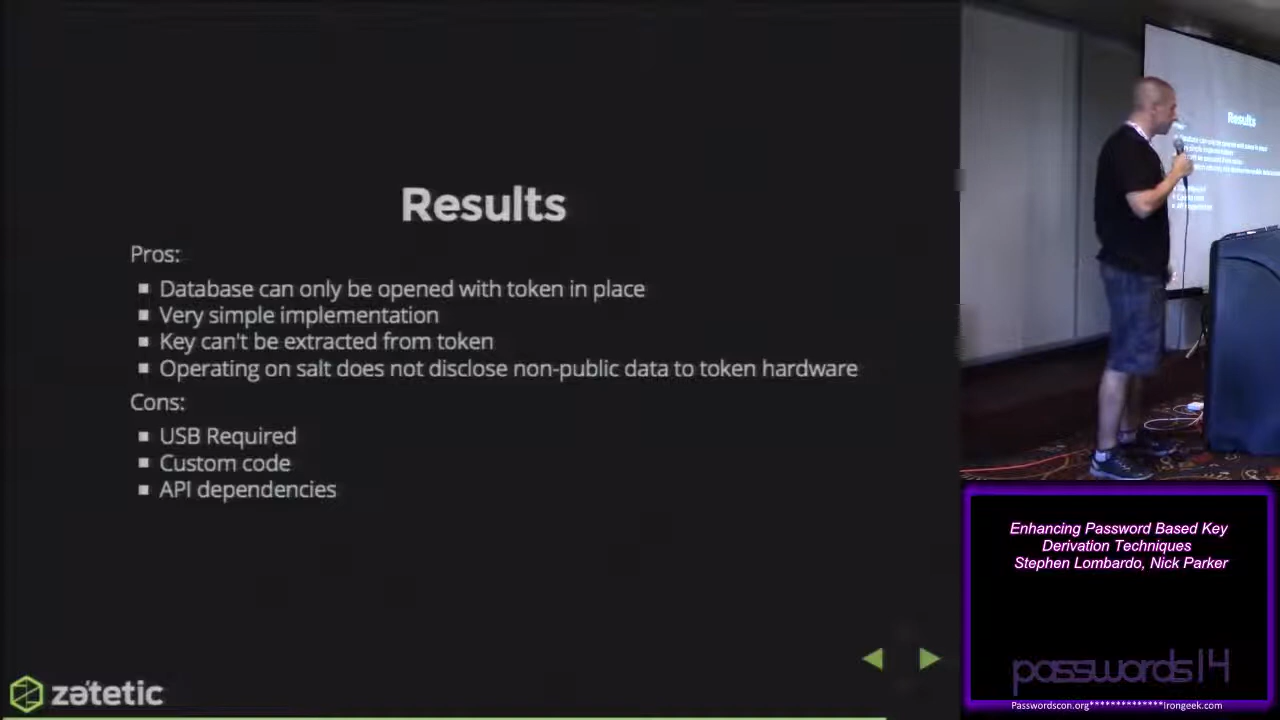 Results
Pros:
Database can only be opened with token in place
Very simple implementation
Key can't be extracted from token
Operating on salt does not disclose non-public data to token hardware
Cons:
USB Required
Custom code
API dependencies
zətetic
Results
Enhancing Password Based Key
Derivation Techniques
Stephen Lombardo, Nick Parker
passwords14
Passwordscon.org**************Irongeek.com